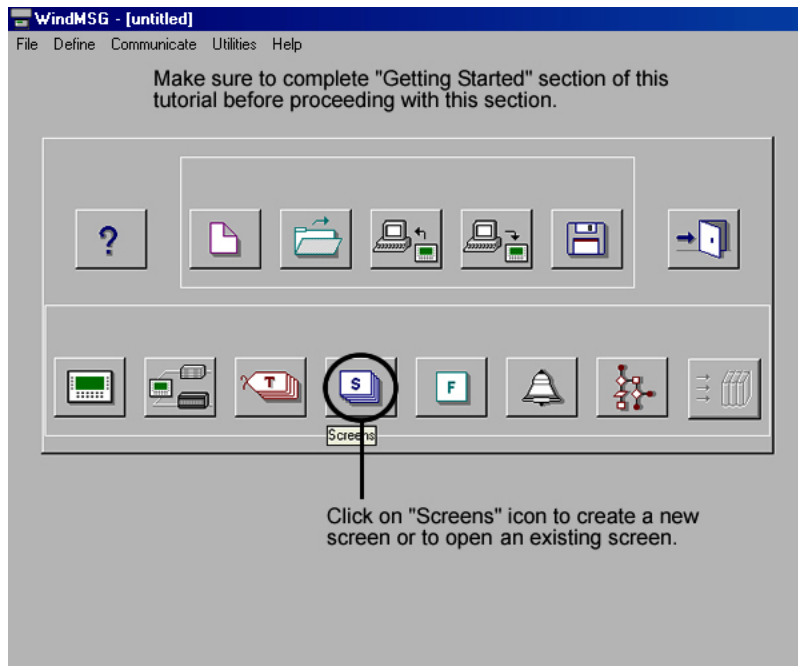 WindMSG - [untitled]
File Define Communicate Utilities Help
Make sure to complete "Getting Started" section of this
tutorial before proceeding with this section.
?
T
S
F
Screens
Click on "Screens" icon to create a new
screen or to open an existing screen.